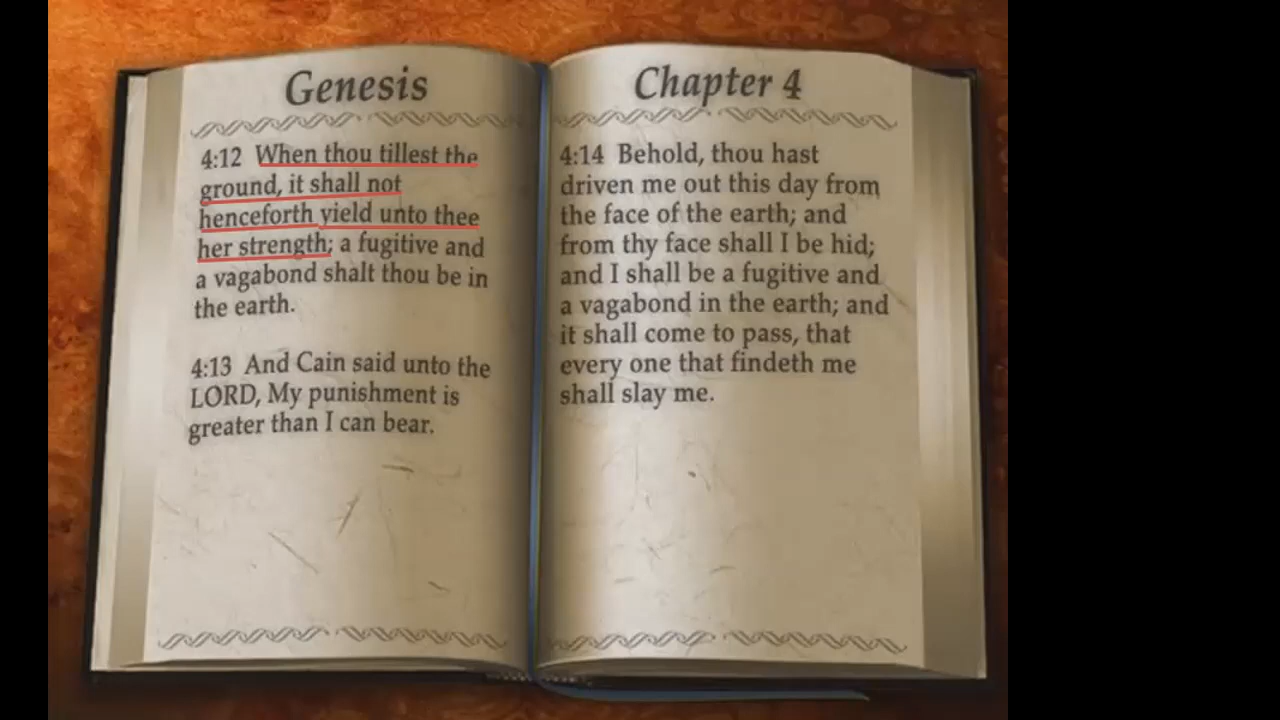 Genesis
4:12 When thou tillest the
ground, it shall not
henceforth yield unto thee
her strength; a fugitive and
a vagabond shalt thou be in
the earth.
4:13 And Cain said unto the
LORD, My punishment is
greater than I can bear.
Chapter 4
4:14 Behold, thou hast
driven me out this day from
the face of the earth; and
from thy face shall I be hid;
and I shall be a fugitive and
a vagabond in the earth; and
it shall come to pass, that
every one that findeth me
shall slay me.